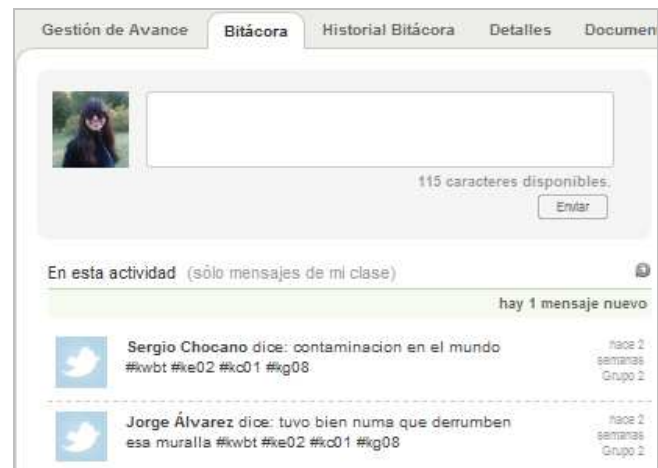 Gestión de Avance Bitácora Historial Bitácora Detalles Documen
115 caracteres disponibles.
Enviar
En esta actividad (sólo mensajes de mi clase)
hay 1 mensaje nuevo
Sergio Chocano dice: contaminacion en el mundo
#kwbt #ke02 #kc01 #kg08
hace 2
semanas
Grupo 2
Jorge Álvarez dice: tuvo bien numa que derrumben
esa muralla #kwbt #ke02 #kc01 #kg08
hace 2
semanas
Grupo 2